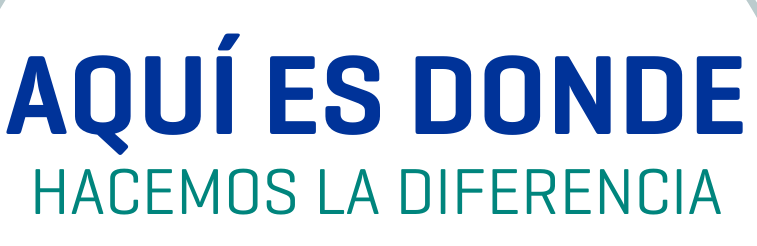 AQUÍ ES DONDE
HACEMOS LA DIFERENCIA